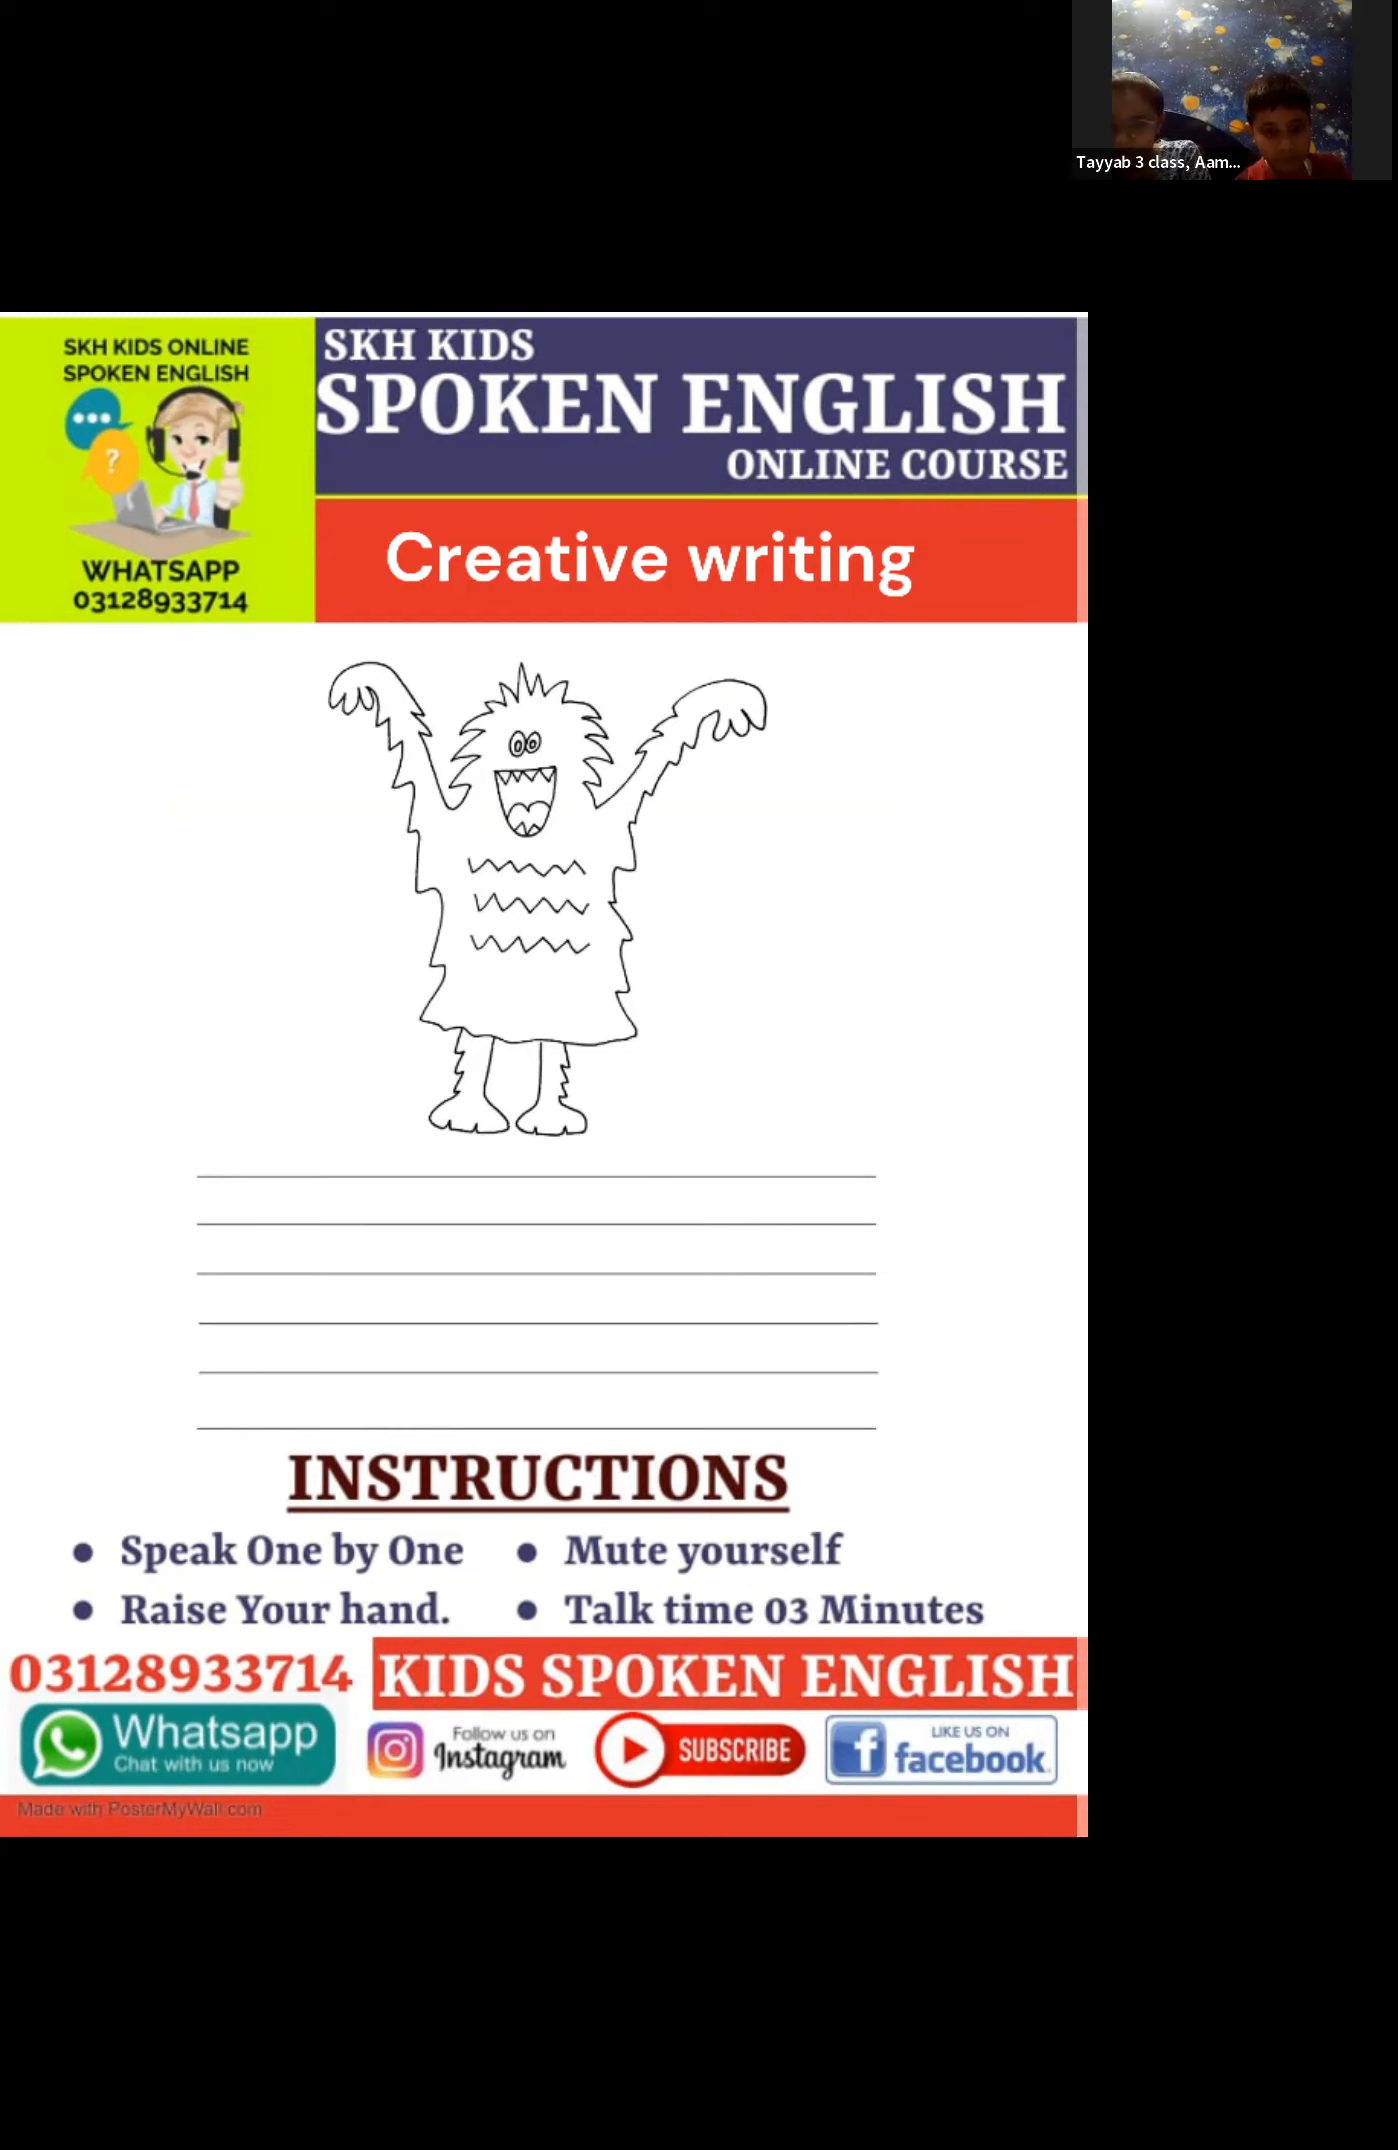 Tayyab 3 class, Aam...
SKH KIDS ONLINE
SPOKEN ENGLISH
?
WHATSAPP
03128933714
SKH KIDS
SPOKEN ENGLISH
ONLINE COURSE
Creative writing
INSTRUCTIONS
• Speak One by One
• Mute yourself
• Raise Your hand.
• Talk time 03 Minutes
03128933714
KIDS SPOKEN ENGLISH
Whatsapp
Chat with us now
Follow us on
Instagram
SUBSCRIBE
LIKE US ON
facebook.
Made with PosterMyWall.com